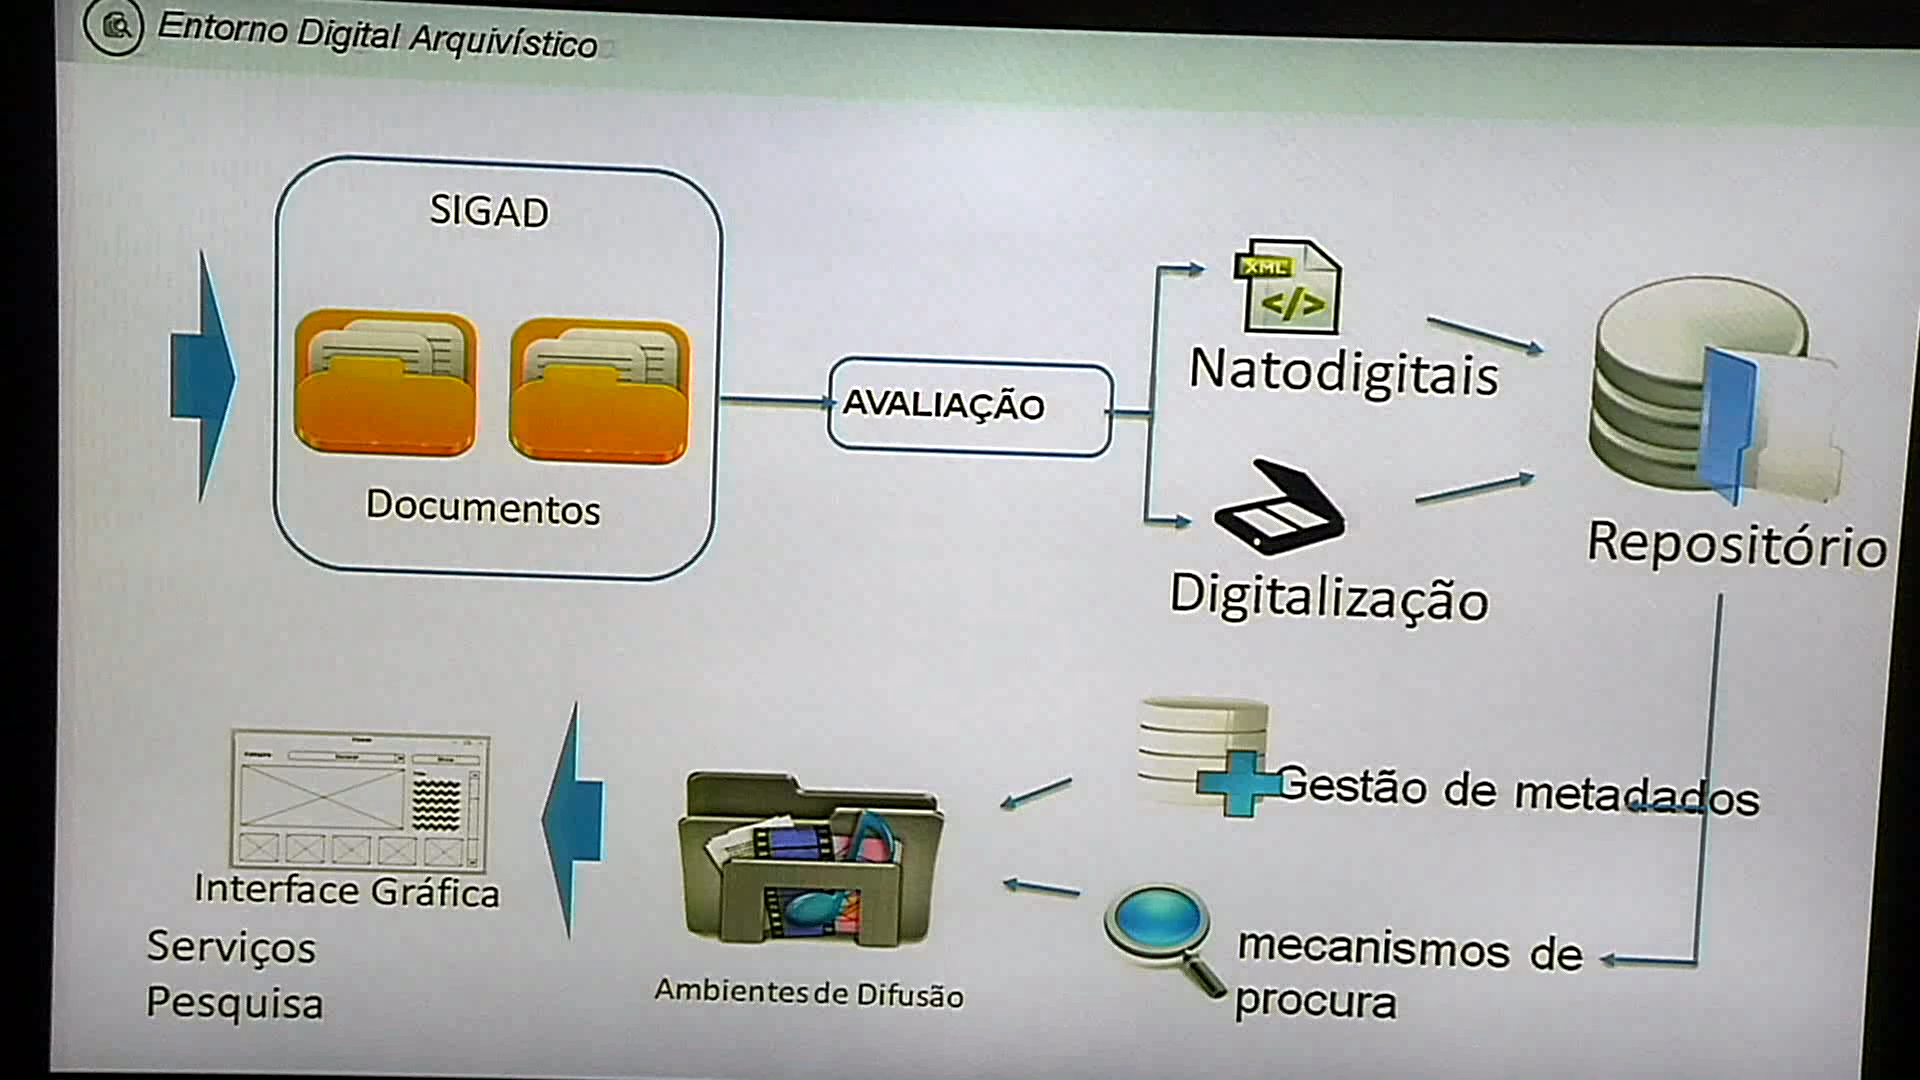 Entorno Digital Arquivístico
SIGAD
Documentos
AVALIAÇÃO
XML
</>
Natodigitais
Digitalização
Repositório
Gestão de metadados
mecanismos de
procura
Ambientes de Difusão
Interface Gráfica
Serviços
Pesquisa